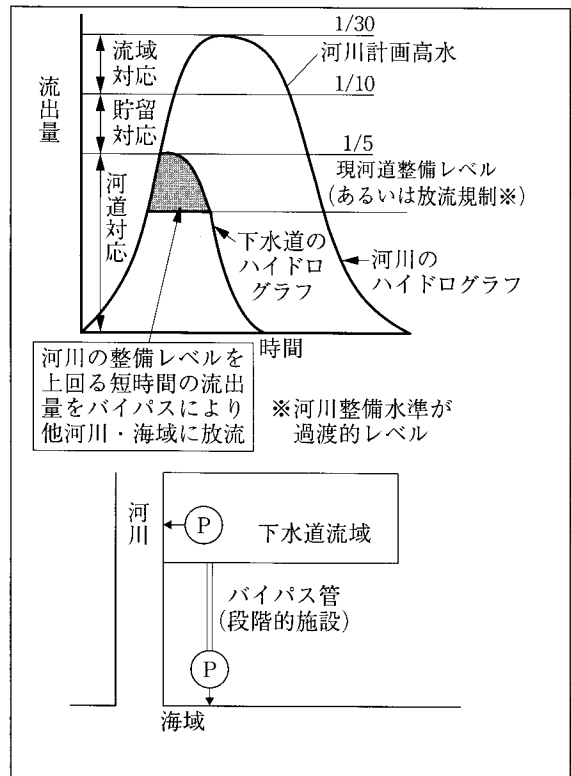 1/30
流域
対応
河川計画高水
1/10
流出量
貯留
対応
1/5
現河道整備レベル
(あるいは放流規制※)
河道対応
下水道の
ハイドロ
グラフ
河川の
ハイドログラフ
時間
河川の整備レベルを
上回る短時間の流出
量をバイパスにより
他河川・海域に放流
※河川整備水準が
過渡的レベル
河川
P
下水道流域
バイパス管
(段階的施設)
P
海域